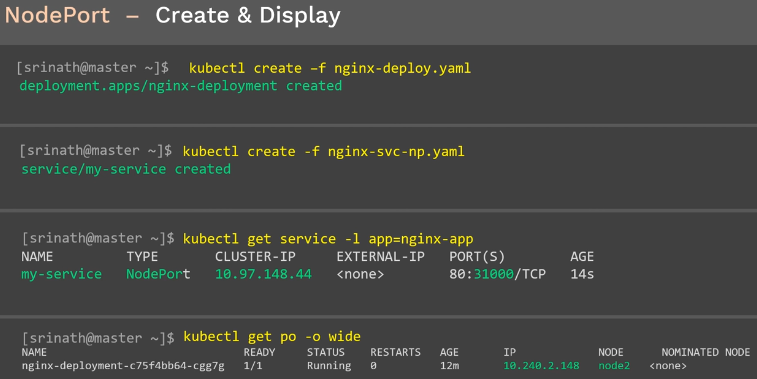 NodePort – Create & Display
[srinath@master ~]$ kubectl create –f nginx-deploy.yaml
deployment.apps/nginx-deployment created
[srinath@master ~]$ kubectl create -f nginx-svc-np.yaml
service/my-service created
[srinath@master ~]$ kubectl get service -l app=nginx-app
NAME TYPE CLUSTER-IP EXTERNAL-IP PORT(S) AGE
my-service NodePort 10.97.148.44 <none> 80:31000/TCP 14s
[srinath@master ~]$ kubectl get po -o wide
NAME READY STATUS RESTARTS AGE IP NODE NOMINATED NODE
nginx-deployment-c75f4bb64-cgg7g 1/1 Running 0 12m 10.240.2.148 node2 <none>